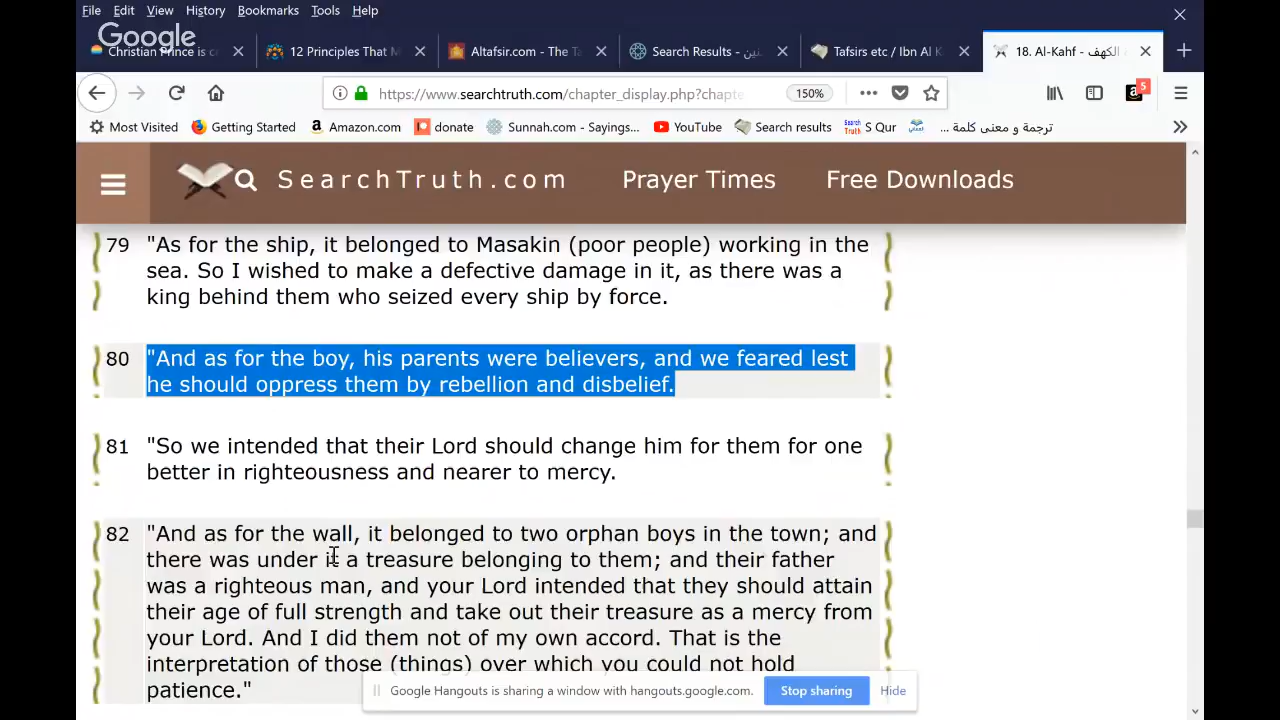 File Edit View History Bookmarks Tools Help
Google
Christian Prince is c
12 Principles That M
Altafsir.com - The Ta
Search Results - نين
Tafsirs etc / Ibn Al K
18. Al-Kahf - الكهف
https://www.searchtruth.com/chapter_display.php?chapte
150%
5
Most Visited Getting Started Amazon.com donate Sunnah.com - Sayings,... YouTube Search results S Qur ترجمة و معنى كلمة ...
SearchTruth.com Prayer Times Free Downloads
79 "As for the ship, it belonged to Masakin (poor people) working in the
sea. So I wished to make a defective damage in it, as there was a
king behind them who seized every ship by force.
80 "And as for the boy, his parents were believers, and we feared lest
he should oppress them by rebellion and disbelief.
81 "So we intended that their Lord should change him for them for one
better in righteousness and nearer to mercy.
82 "And as for the wall, it belonged to two orphan boys in the town; and
there was under it a treasure belonging to them; and their father
was a righteous man, and your Lord intended that they should attain
their age of full strength and take out their treasure as a mercy from
your Lord. And I did them not of my own accord. That is the
interpretation of those (things) over which you could not hold
patience."
Google Hangouts is sharing a window with hangouts.google.com. Stop sharing Hide